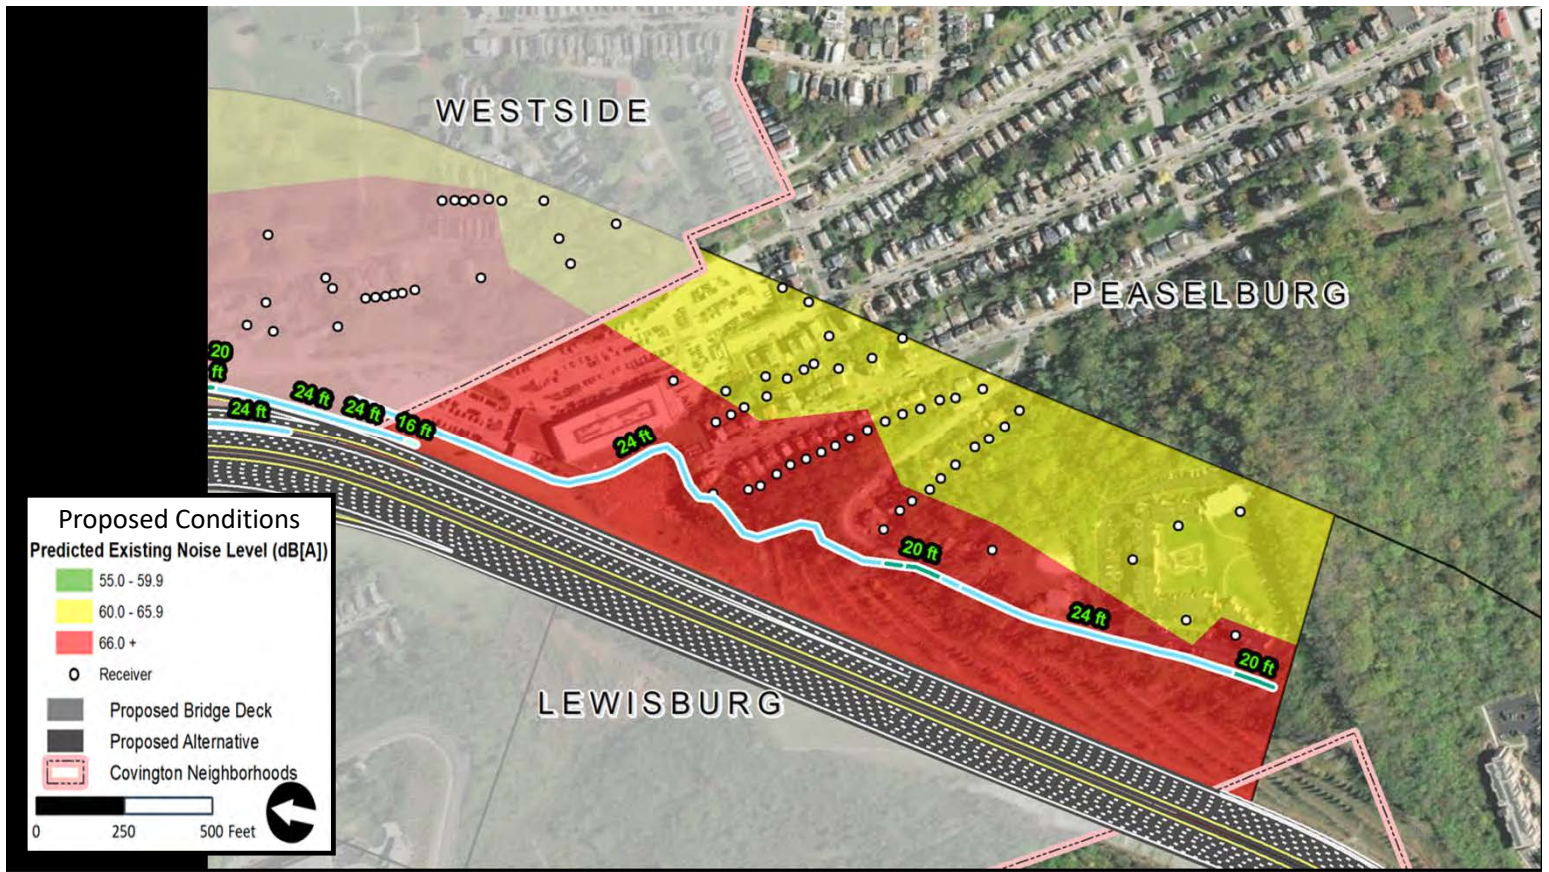 WESTSIDE
PEASELBURG
20
ft
24 ft
24 ft
24 ft
16 ft
24 ft
20 ft
24 ft
20 ft
LEWISBURG
Proposed Conditions
Predicted Existing Noise Level (dB[A])
55.0 - 59.9
60.0 - 65.9
66.0 +
Receiver
Proposed Bridge Deck
Proposed Alternative
Covington Neighborhoods
0 250 500 Feet